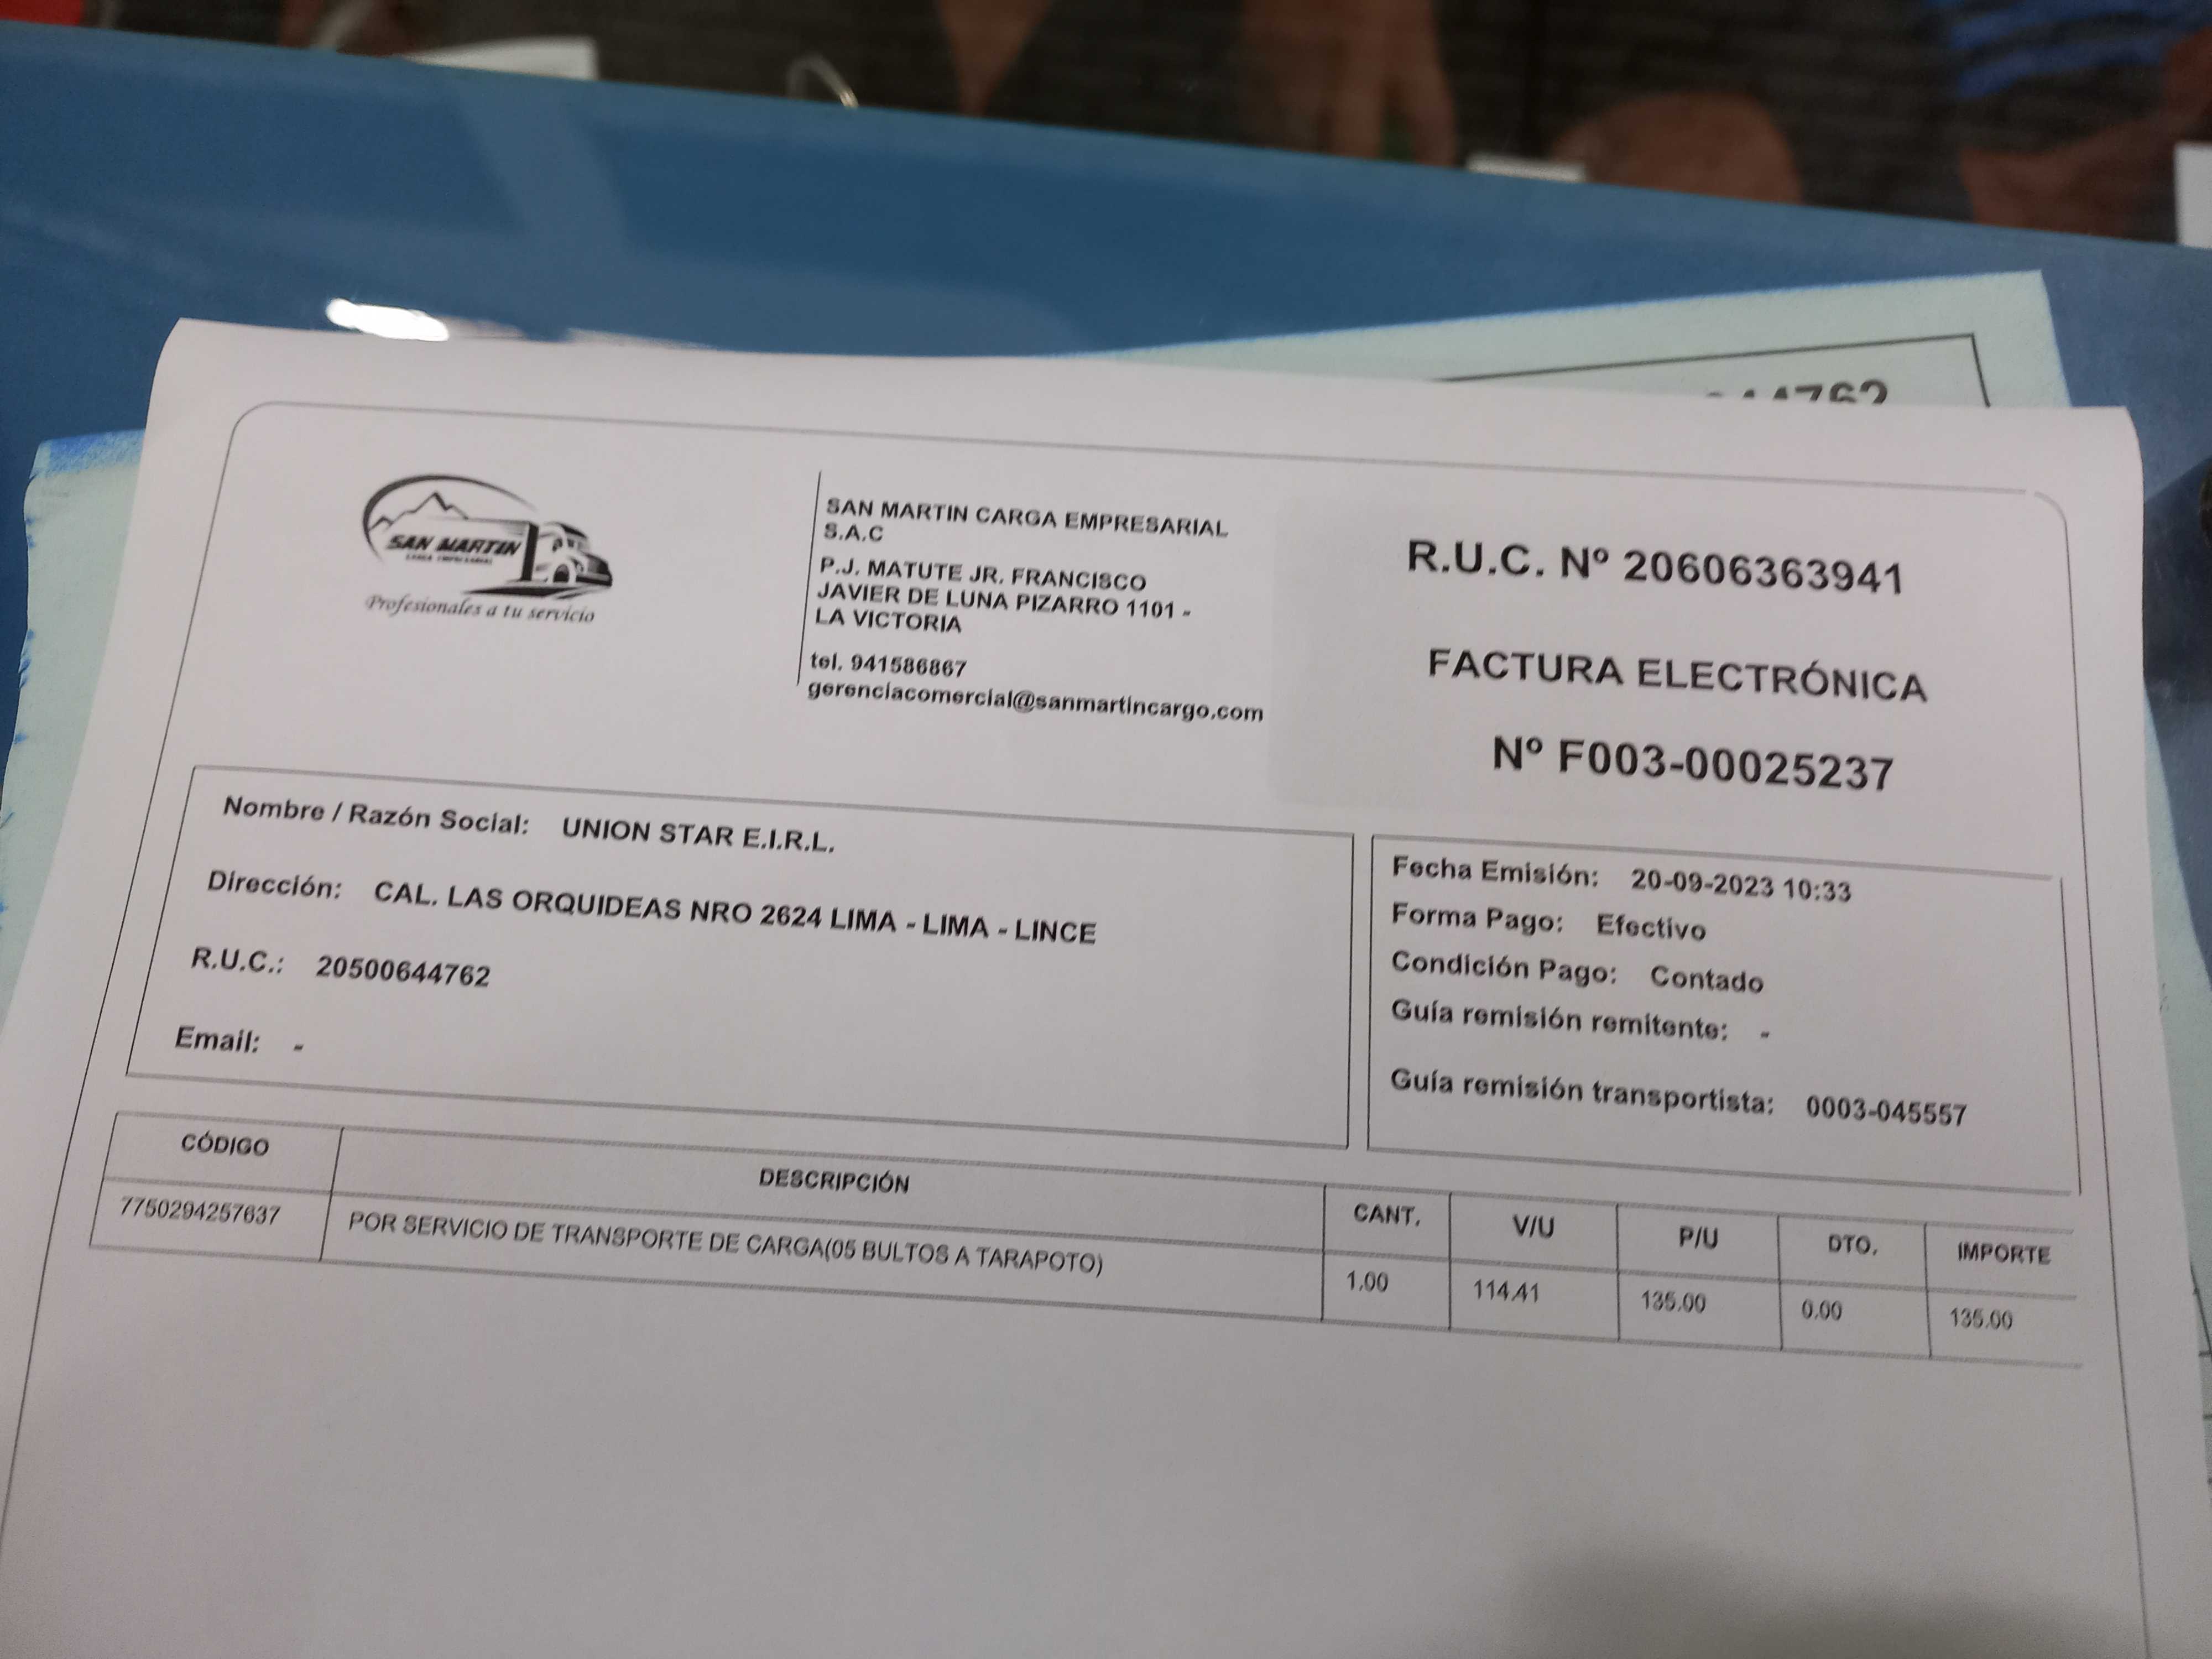 44762
SAN MARTIN
CARGA EMPRESARIAL
Profesionales a tu servicio
SAN MARTIN CARGA EMPRESARIAL
S.A.C
P.J. MATUTE JR. FRANCISCO
JAVIER DE LUNA PIZARRO 1101 -
LA VICTORIA
tel. 941586867
gerenciacomercial@sanmartincargo.com
R.U.C. Nº 20606363941
FACTURA ELECTRÓNICA
Nº F003-00025237
Nombre / Razón Social: UNION STAR E.I.R.L.
Dirección: CAL. LAS ORQUIDEAS NRO 2624 LIMA - LIMA - LINCE
R.U.C.: 20500644762
Email: -
Fecha Emisión: 20-09-2023 10:33
Forma Pago: Efectivo
Condición Pago: Contado
Guía remisión remitente: -
Guía remisión transportista: 0003-045557
CÓDIGO DESCRIPCIÓN CANT. V/U P/U DTO. IMPORTE
7750294257637 POR SERVICIO DE TRANSPORTE DE CARGA(05 BULTOS A TARAPOTO) 1.00 114.41 135.00 0.00 135.00